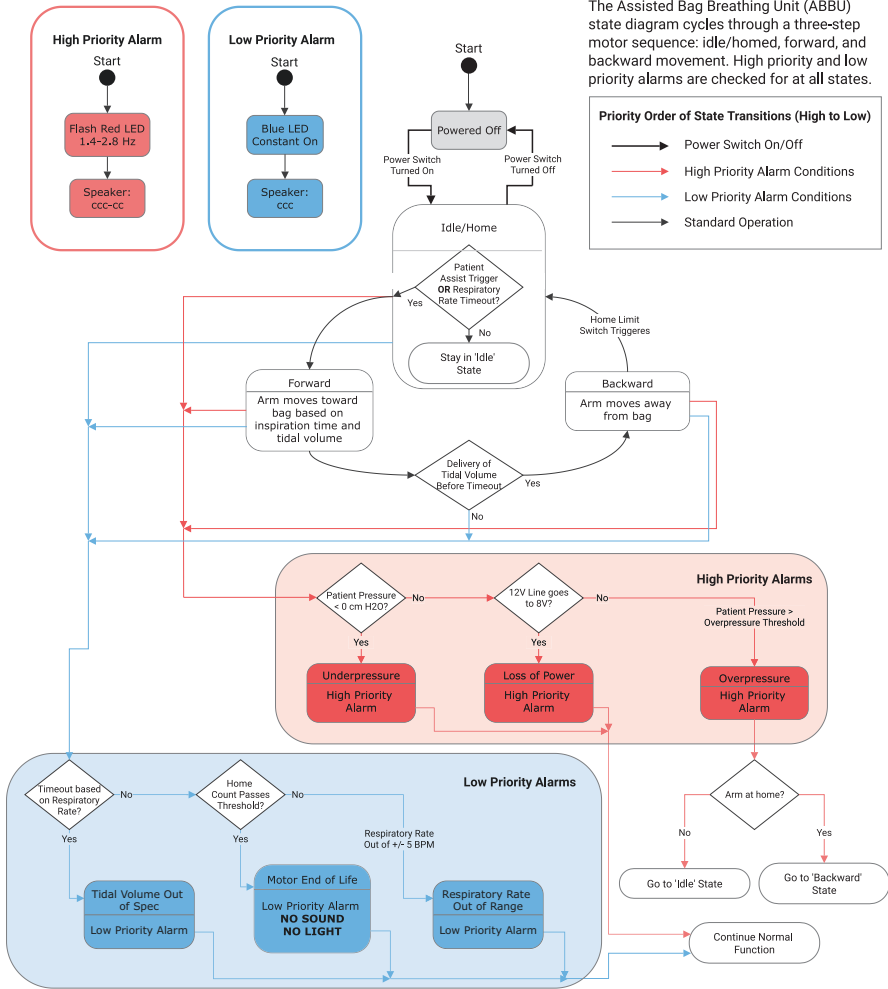 The Assisted Bag Breathing Unit (ABBU)
state diagram cycles through a three-step
motor sequence: idle/homed, forward, and
backward movement. High priority and low
priority alarms are checked for at all states.
High Priority Alarm
Start
Flash Red LED
1.4-2.8 Hz
Speaker:
ccc-cc
Low Priority Alarm
Start
Blue LED
Constant On
Speaker:
ccc
Start
Powered Off
Power Switch
Turned On
Power Switch
Turned Off
Priority Order of State Transitions (High to Low)
Power Switch On/Off
High Priority Alarm Conditions
Low Priority Alarm Conditions
Standard Operation
Idle/Home
Patient
Assist Trigger
OR Respiratory
Rate Timeout?
Yes
No
Stay in 'Idle'
State
Home Limit
Switch Triggeres
Forward
Arm moves toward
bag based on
inspiration time and
tidal volume
Backward
Arm moves away
from bag
Delivery of
Tidal Volume
Before Timeout
Yes
No
High Priority Alarms
Patient Pressure
< 0 cm H2O?
No
Yes
12V Line goes
to 8V?
No
Yes
Patient Pressure >
Overpressure Threshold
Underpressure
High Priority
Alarm
Loss of Power
High Priority
Alarm
Overpressure
High Priority
Alarm
Low Priority Alarms
Timeout based
on Respiratory
Rate?
No
Yes
Home
Count Passes
Threshold?
No
Yes
Respiratory Rate
Out of +/- 5 BPM
Tidal Volume Out
of Spec
Low Priority Alarm
Motor End of Life
Low Priority Alarm
NO SOUND
NO LIGHT
Respiratory Rate
Out of Range
Low Priority Alarm
Arm at home?
No
Yes
Go to 'Idle' State
Go to 'Backward'
State
Continue Normal
Function